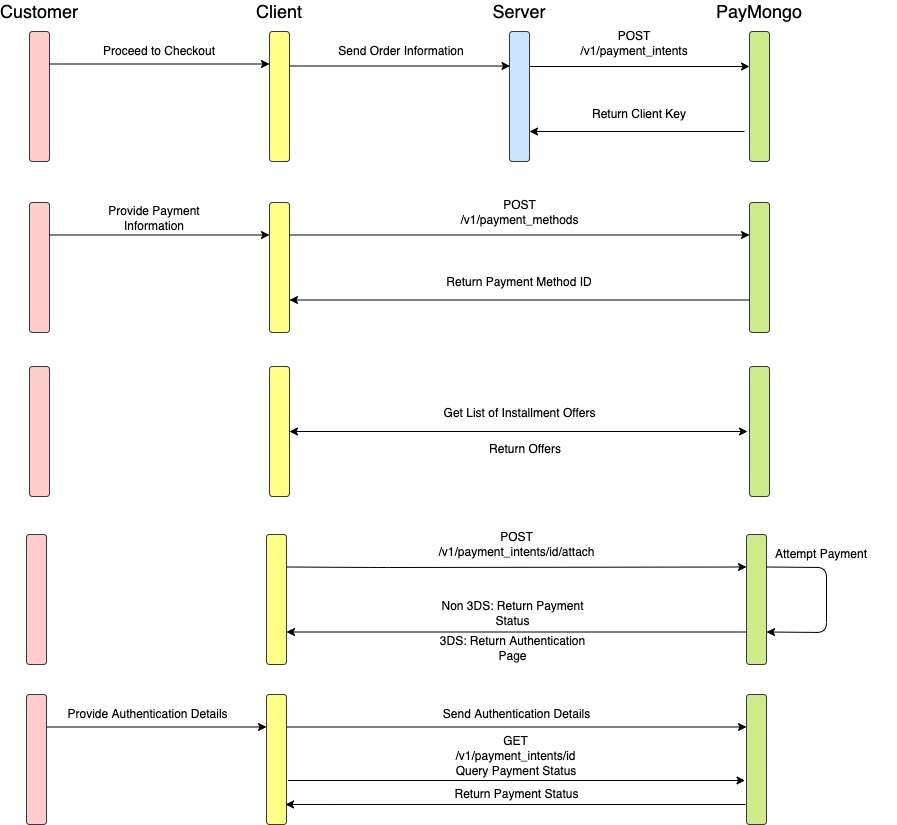 Customer
Client
Server
PayMongo
Proceed to Checkout
Send Order Information
POST
/v1/payment_intents
Return Client Key
Provide Payment
Information
POST
/v1/payment_methods
Return Payment Method ID
Get List of Installment Offers
Return Offers
POST
/v1/payment_intents/id/attach
Attempt Payment
Non 3DS: Return Payment
Status
3DS: Return Authentication
Page
Provide Authentication Details
Send Authentication Details
GET
/v1/payment_intents/id
Query Payment Status
Return Payment Status